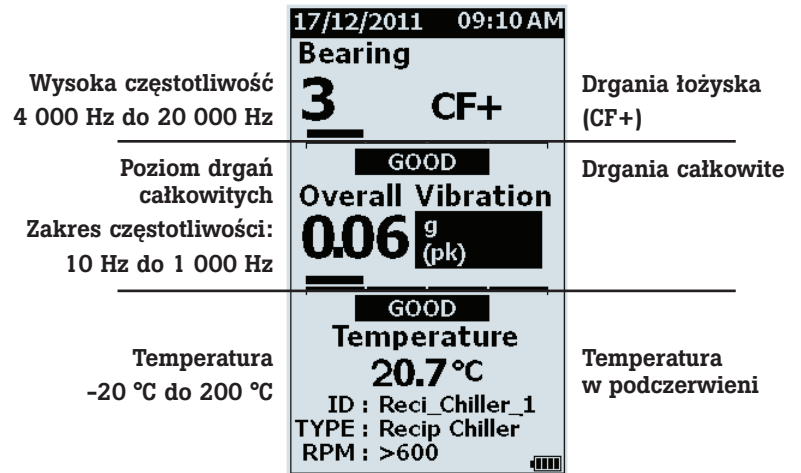 17/12/2011 09:10 AM
Bearing
3 CF+
GOOD
Overall Vibration
0.06 g
(pk)
GOOD
Temperature
20.7 °C
ID : Reci_Chiller_1
TYPE : Recip Chiller
RPM : >600
Wysoka częstotliwość
4 000 Hz do 20 000 Hz
Poziom drgań
całkowitych
Zakres częstotliwości:
10 Hz do 1 000 Hz
Temperatura
-20 °C do 200 °C
Drgania łożyska
(CF+)
Drgania całkowite
Temperatura
w podczerwieni